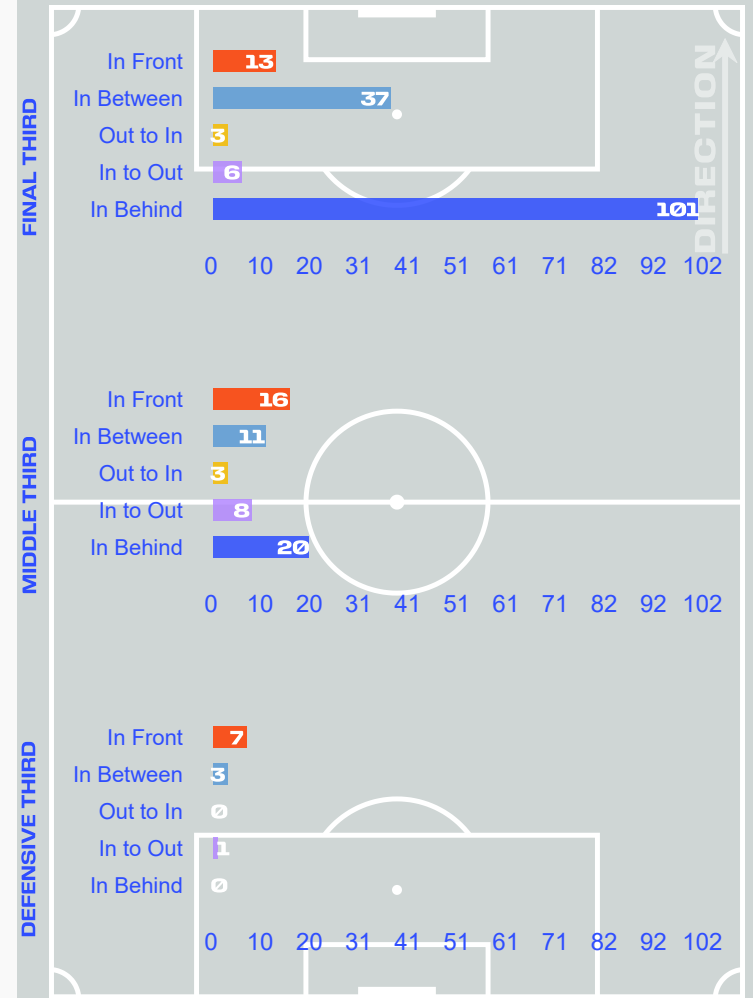 FINAL THIRD
DIRECTION
In Front 13
In Between 37
Out to In 3
In to Out 6
In Behind 101
0 10 20 31 41 51 61 71 82 92 102
MIDDLE THIRD
In Front 16
In Between 11
Out to In 3
In to Out 8
In Behind 20
0 10 20 31 41 51 61 71 82 92 102
DEFENSIVE THIRD
In Front 7
In Between 3
Out to In 0
In to Out 1
In Behind 0
0 10 20 31 41 51 61 71 82 92 102